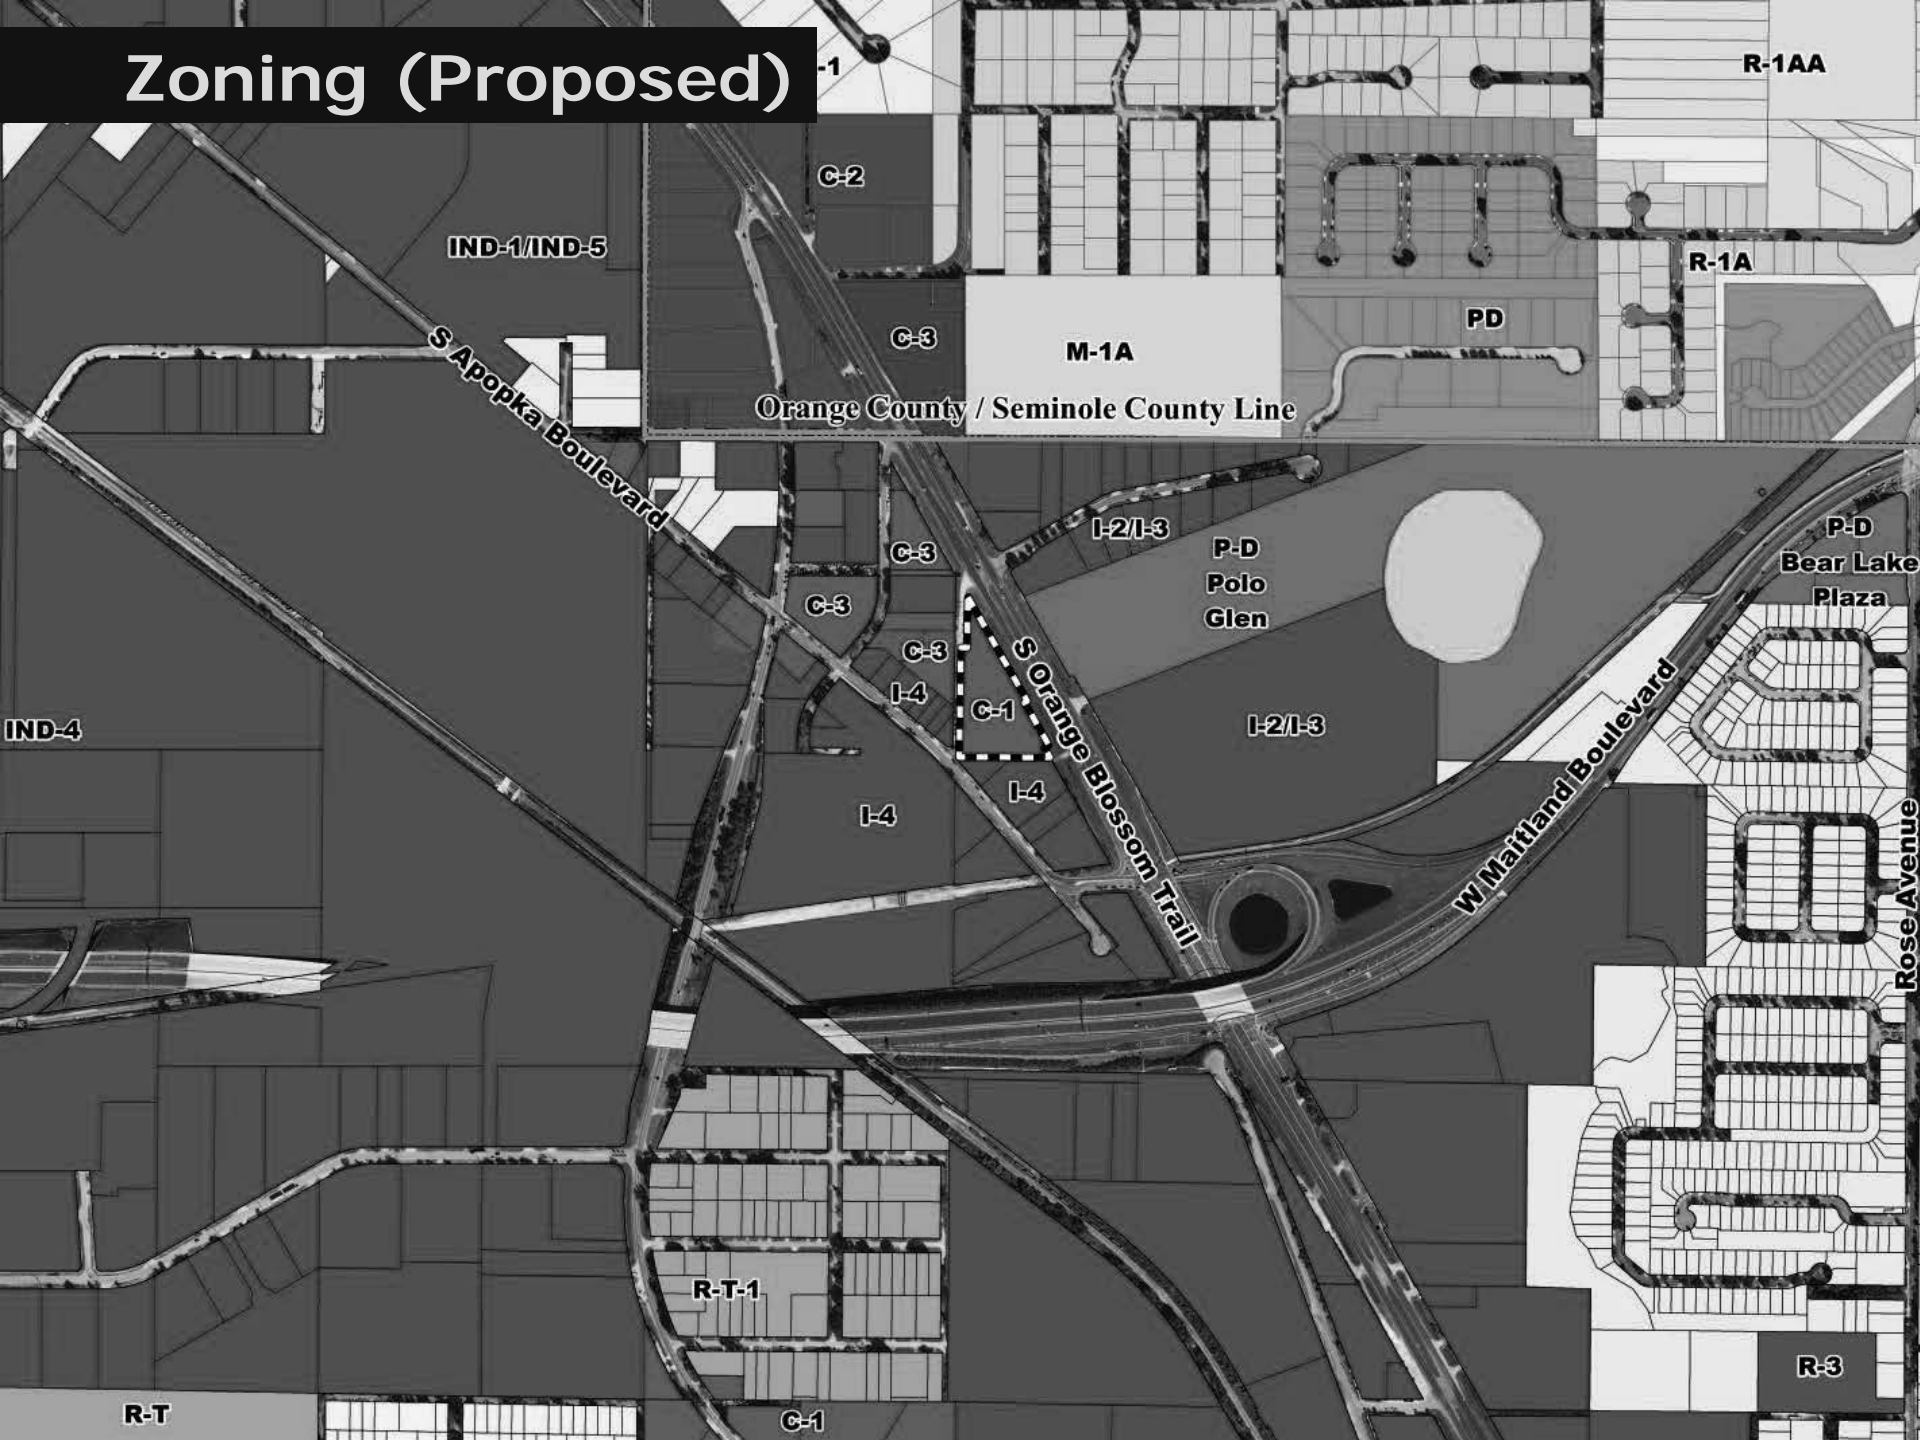 Zoning (Proposed)
-1
R-1AA
C-2
IND-1/IND-5
R-1A
PD
C-3
M-1A
S Apopka Boulevard
Orange County / Seminole County Line
I-2/I-3
P-D
Polo
Glen
P-D
Bear Lake
Plaza
C-3
C-3
C-3
I-4
C-1
S Orange Blossom Trail
I-2/I-3
IND-4
I-4
I-4
W Maitland Boulevard
Rose Avenue
R-T-1
R-3
R-T
C-1